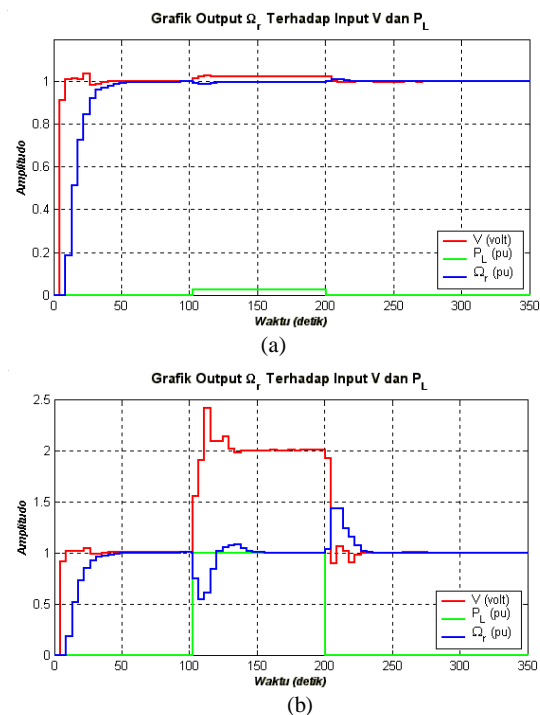 Grafik Output Ωr Terhadap Input V dan PL
Amplitudo
1
0.8
0.6
0.4
0.2
0
V (volt)
PL (pu)
Ωr (pu)
0 50 100 150 200 250 300 350
Waktu (detik)
(a)
Grafik Output Ωr Terhadap Input V dan PL
Amplitudo
2.5
2
1.5
1
0.5
0
V (volt)
PL (pu)
Ωr (pu)
0 50 100 150 200 250 300 350
Waktu (detik)
(b)